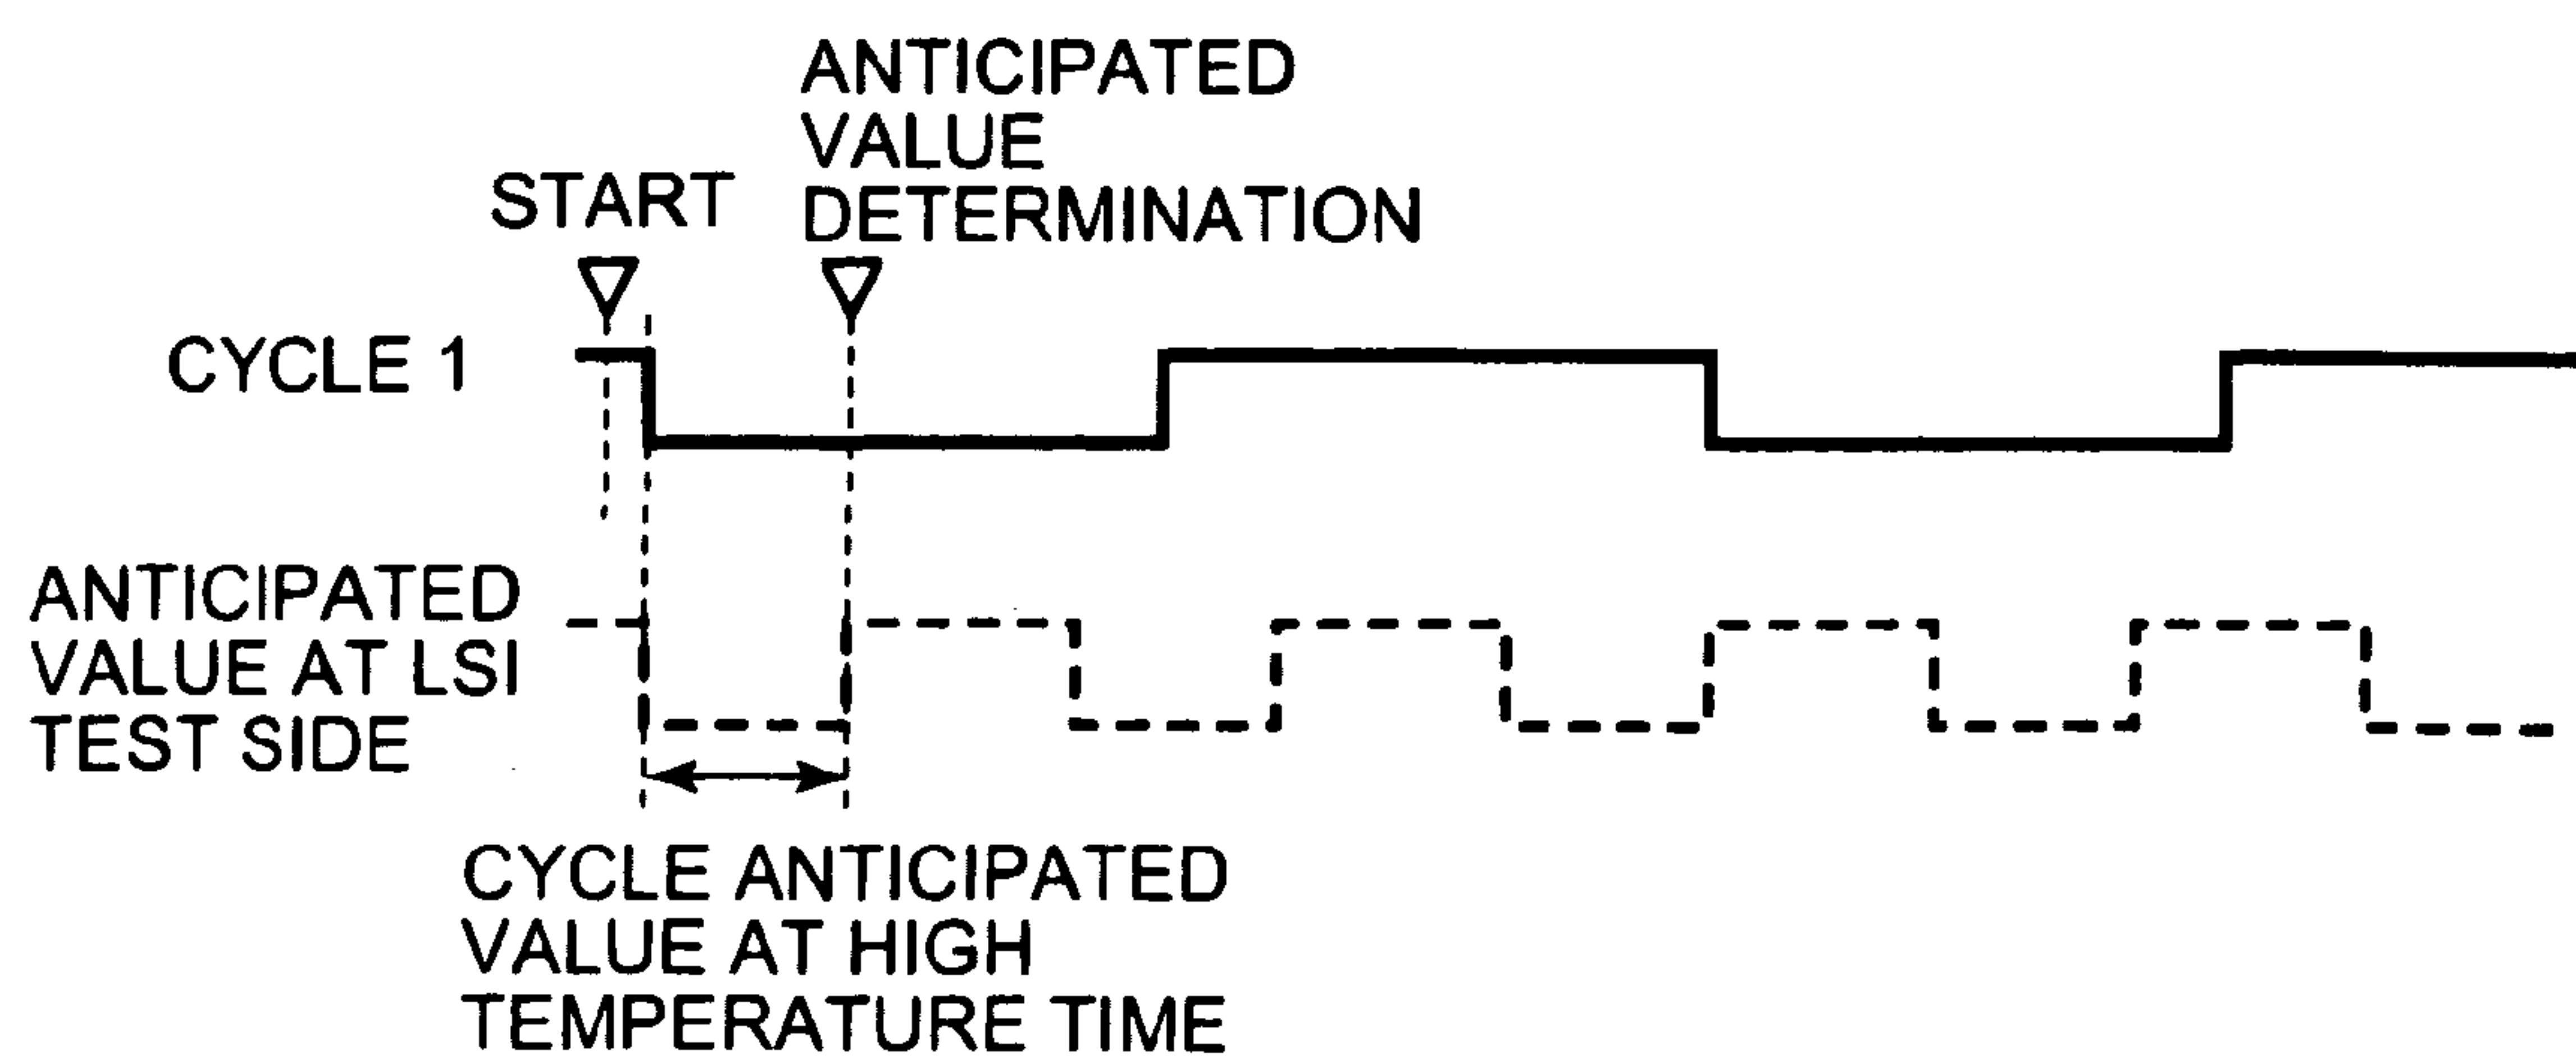 ANTICIPATED
VALUE
DETERMINATION
START
CYCLE 1
ANTICIPATED
VALUE AT LSI
TEST SIDE
CYCLE ANTICIPATED
VALUE AT HIGH
TEMPERATURE TIME